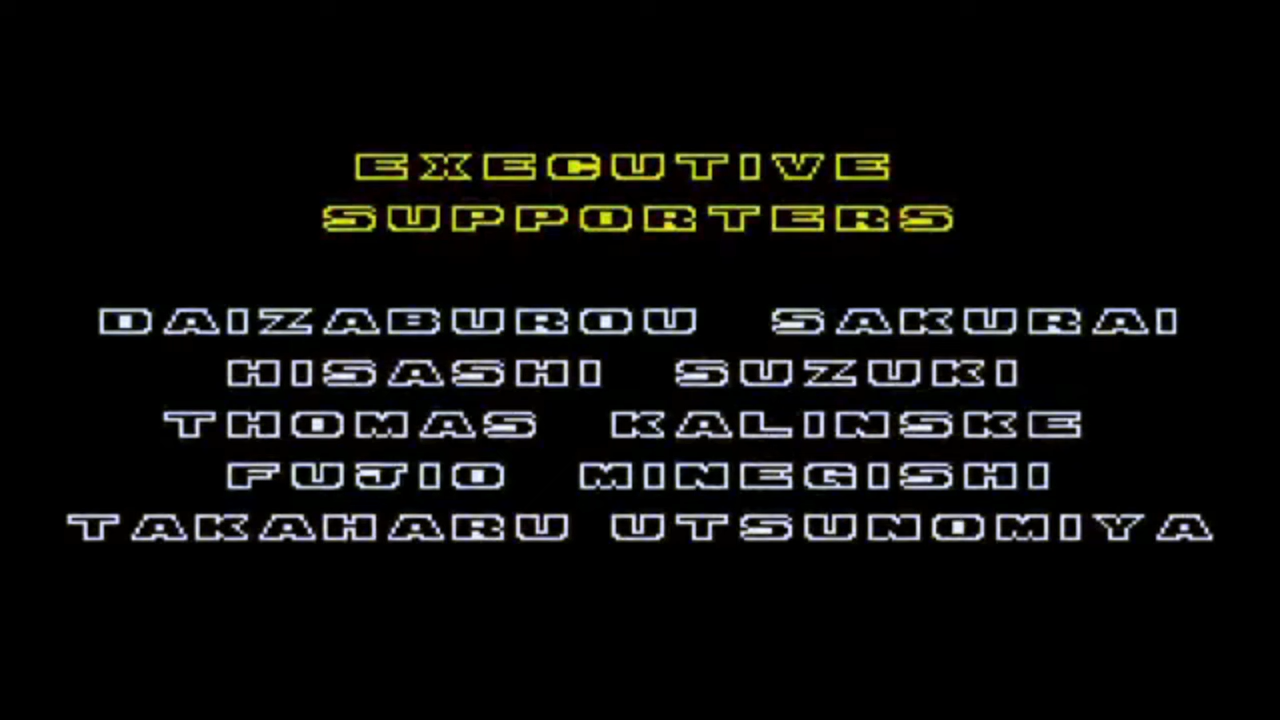 EXECUTIVE
SUPPORTERS
DAIZABUROU SAKURAI
HISASHI SUZUKI
THOMAS KALINSKE
FUJIO MINEGISHI
TAKAHARU UTSUNOMIYA